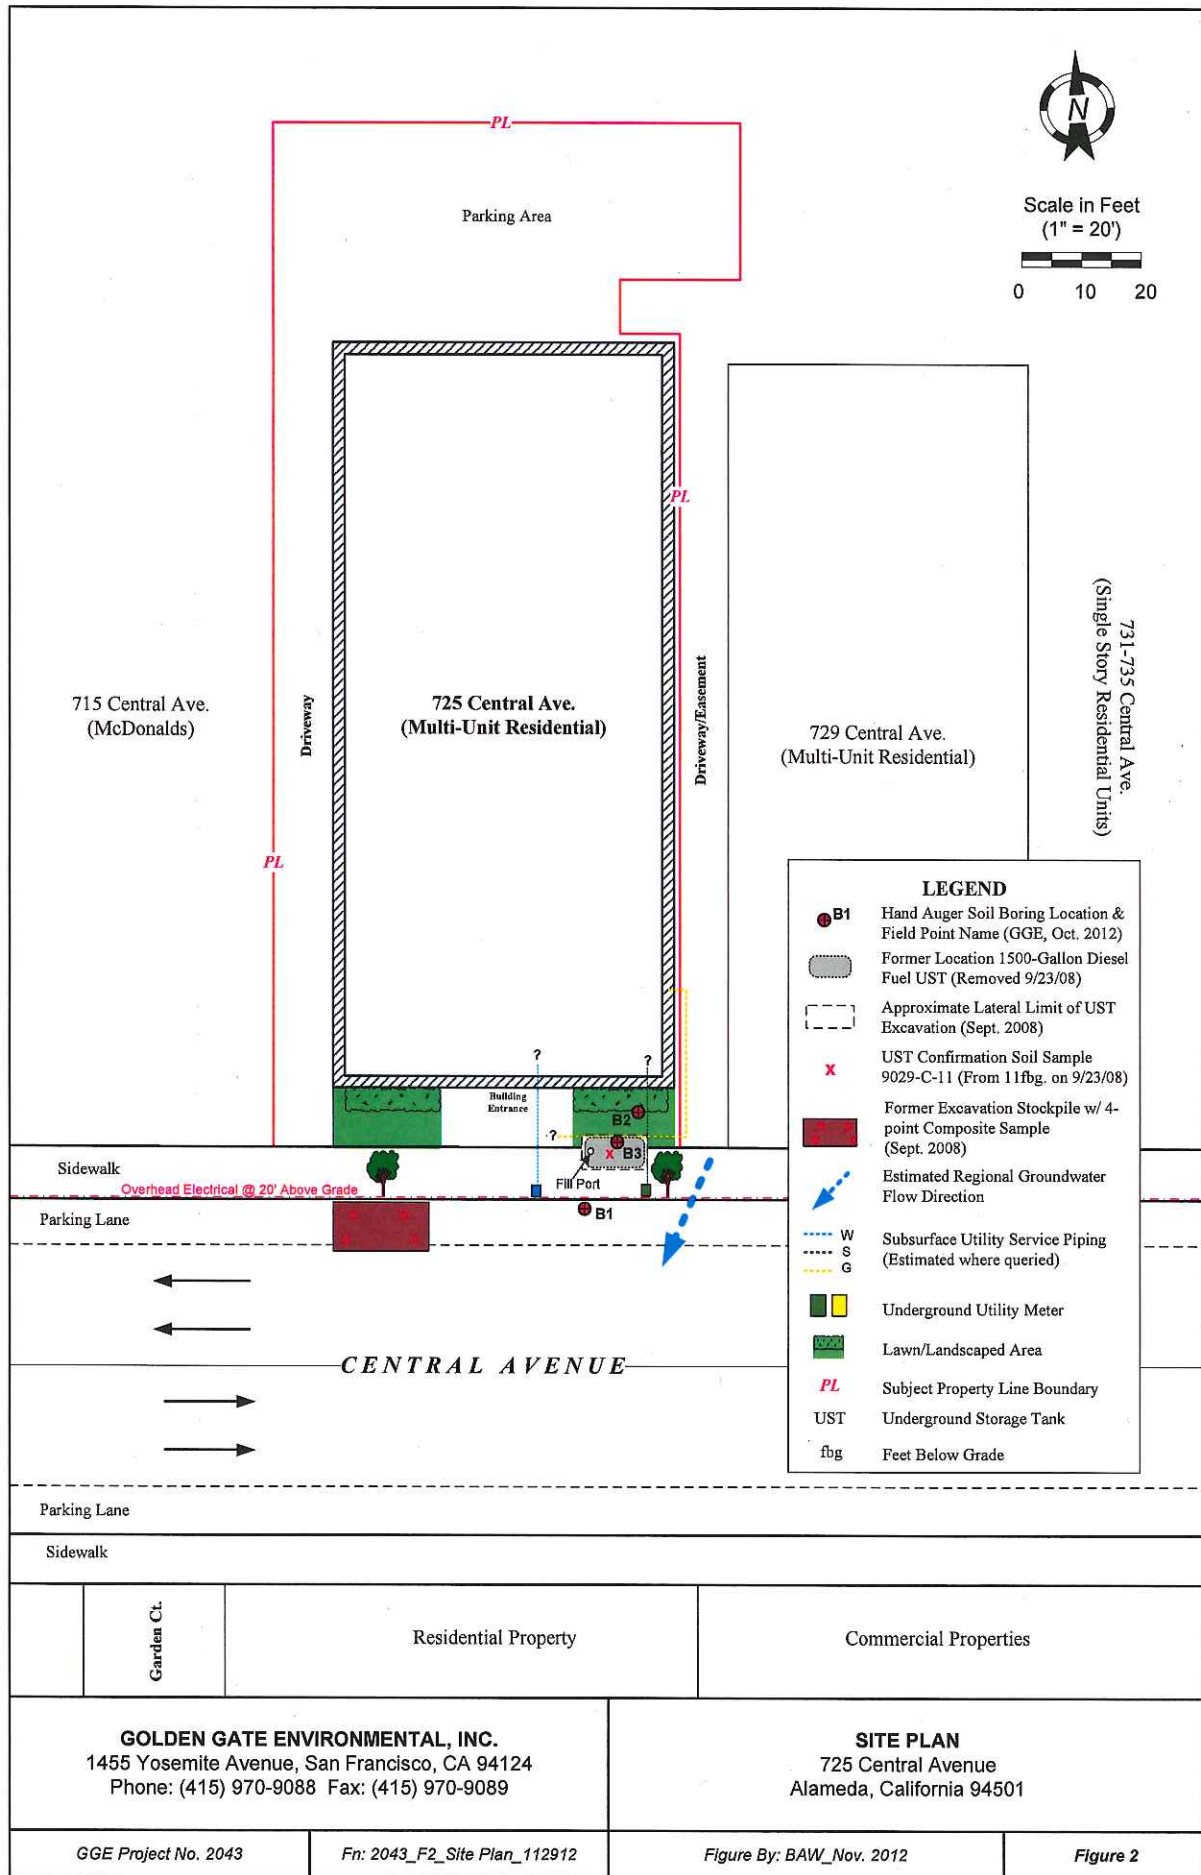 PL
N
Scale in Feet
(1" = 20')
0 10 20
Parking Area
PL
715 Central Ave.
(McDonalds)
Driveway
725 Central Ave.
(Multi-Unit Residential)
Driveway/Easement
729 Central Ave.
(Multi-Unit Residential)
731-735 Central Ave.
(Single Story Residential Units)
PL
LEGEND
B1 Hand Auger Soil Boring Location &
Field Point Name (GGE, Oct. 2012)
Former Location 1500-Gallon Diesel
Fuel UST (Removed 9/23/08)
Approximate Lateral Limit of UST
Excavation (Sept. 2008)
x UST Confirmation Soil Sample
9029-C-11 (From 11fbg. on 9/23/08)
Former Excavation Stockpile w/ 4-
point Composite Sample
(Sept. 2008)
Estimated Regional Groundwater
Flow Direction
W
S
G
Subsurface Utility Service Piping
(Estimated where queried)
Underground Utility Meter
Lawn/Landscaped Area
PL Subject Property Line Boundary
UST Underground Storage Tank
fbg Feet Below Grade
? ?
Building
Entrance
B2
?
x B3
Fill Port
Sidewalk
Overhead Electrical @ 20' Above Grade
Parking Lane
B1
CENTRAL AVENUE
Parking Lane
Sidewalk
Garden Ct.
Residential Property
Commercial Properties
GOLDEN GATE ENVIRONMENTAL, INC.
1455 Yosemite Avenue, San Francisco, CA 94124
Phone: (415) 970-9088 Fax: (415) 970-9089
SITE PLAN
725 Central Avenue
Alameda, California 94501
GGE Project No. 2043
Fn: 2043_F2_Site Plan_112912
Figure By: BAW_Nov. 2012
Figure 2